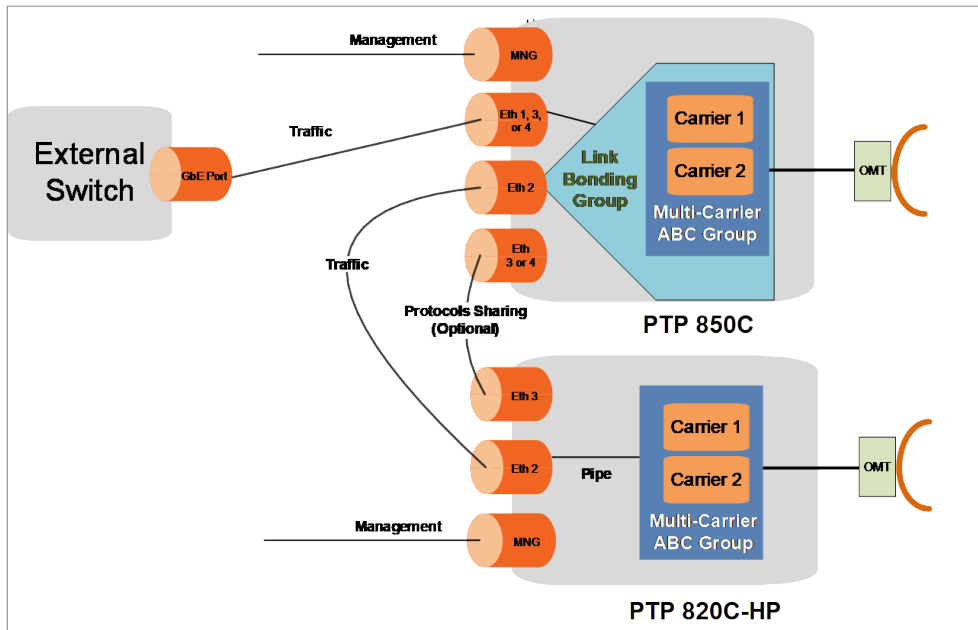 Management
MNG
External
Switch
GbE Port
Traffic
Eth 1, 3,
or 4
Eth 2
Eth
3 or 4
Link
Bonding
Group
Carrier 1
Carrier 2
Multi-Carrier
ABC Group
OMT
PTP 850C
Traffic
Protocols Sharing
(Optional)
Eth 3
Eth 2
Pipe
Carrier 1
Carrier 2
Multi-Carrier
ABC Group
OMT
Management
MNG
PTP 820C-HP